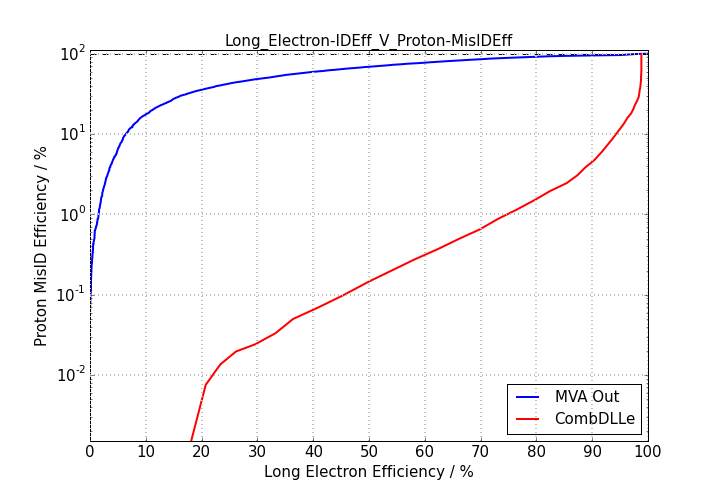 Long_Electron-IDEff_V_Proton-MisIDEff
Proton MisID Efficiency / %
10²
10¹
10⁰
10⁻¹
10⁻²
MVA Out
CombDLLe
0 10 20 30 40 50 60 70 80 90 100
Long Electron Efficiency / %